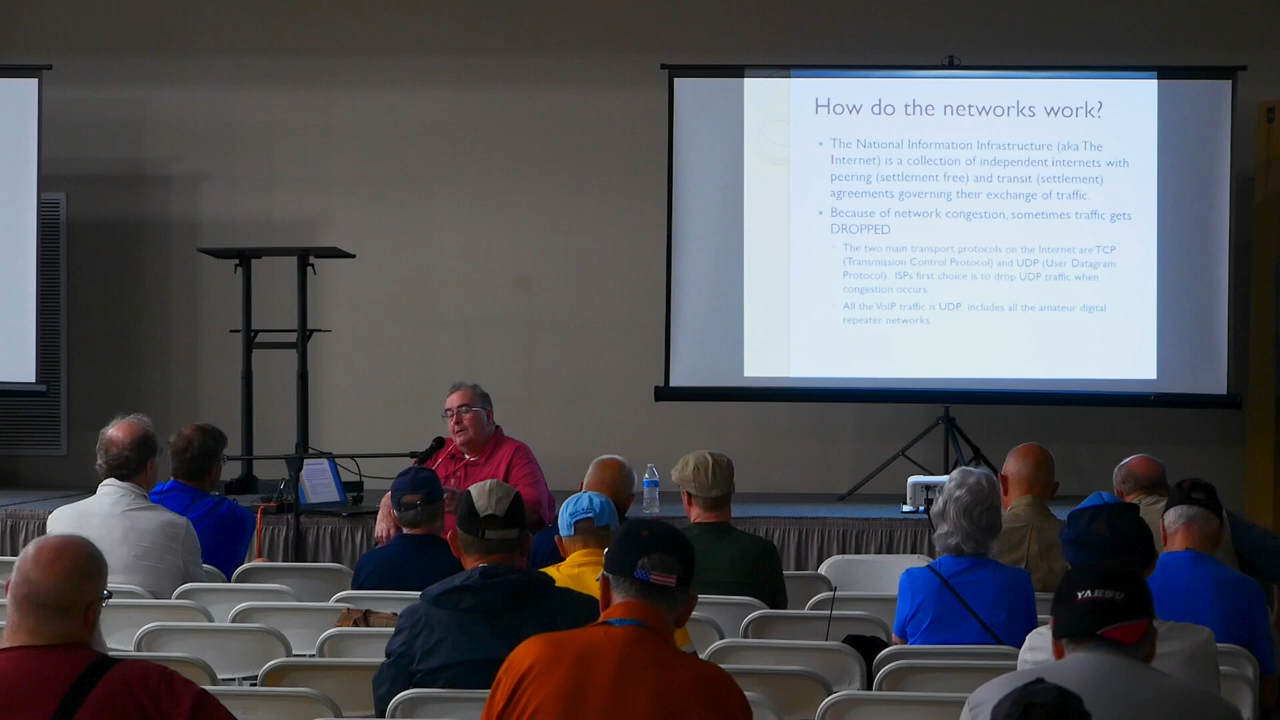 How do the networks work?
The National Information Infrastructure (aka The
Internet) is a collection of independent internets with
peering (settlement free) and transit (settlement)
agreements governing their exchange of traffic.
Because of network congestion, sometimes traffic gets
DROPPED
The two main transport protocols on the Internet are TCP
(Transmission Control Protocol) and UDP (User Datagram
Protocol). ISPs first choice is to drop UDP traffic when
congestion occurs.
All the VoIP traffic is UDP, includes all the amateur digital
repeater networks.
YAESU